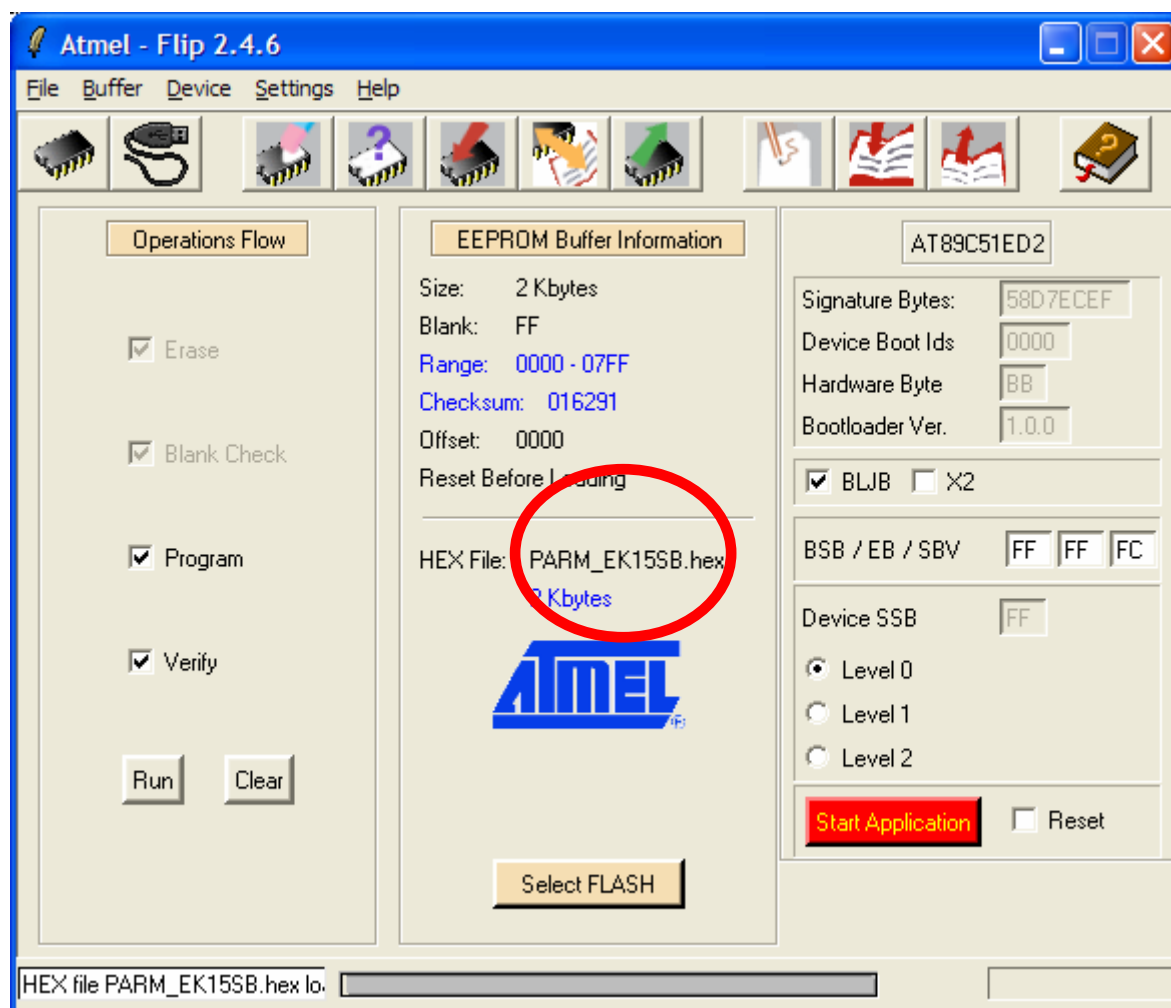 Atmel - Flip 2.4.6
File Buffer Device Settings Help
Operations Flow
Erase
Blank Check
Program
Verify
Run Clear
EEPROM Buffer Information
Size: 2 Kbytes
Blank: FF
Range: 0000 - 07FF
Checksum: 016291
Offset: 0000
Reset Before Loading
HEX File: PARM_EK15SB.hex
2 Kbytes
ATMEL ®
Select FLASH
AT89C51ED2
Signature Bytes: 58D7ECEF
Device Boot Ids 0000
Hardware Byte BB
Bootloader Ver. 1.0.0
BLJB X2
BSB / EB / SBV FF FF FC
Device SSB FF
Level 0
Level 1
Level 2
Start Application Reset
HEX file PARM_EK15SB.hex lo